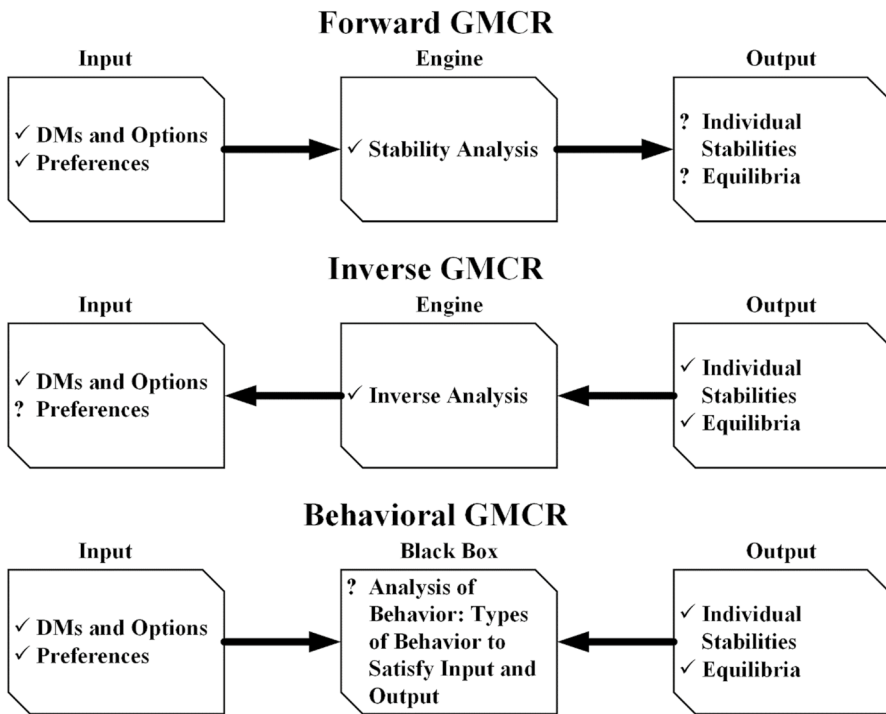 Forward GMCR
Input
Engine
Output
✓ DMs and Options
✓ Preferences
✓ Stability Analysis
? Individual
Stabilities
? Equilibria
Inverse GMCR
Input
Engine
Output
✓ DMs and Options
? Preferences
✓ Inverse Analysis
✓ Individual
Stabilities
✓ Equilibria
Behavioral GMCR
Input
Black Box
Output
✓ DMs and Options
✓ Preferences
? Analysis of
Behavior: Types
of Behavior to
Satisfy Input and
Output
✓ Individual
Stabilities
✓ Equilibria